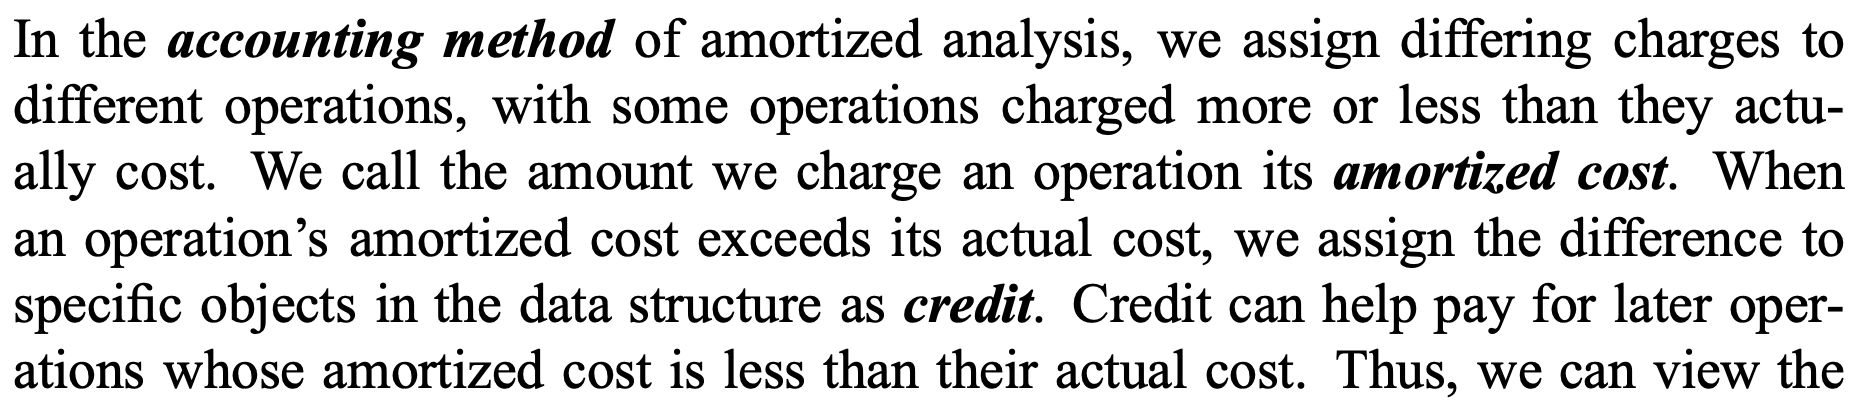 In the accounting method of amortized analysis, we assign differing charges to
different operations, with some operations charged more or less than they actu-
ally cost. We call the amount we charge an operation its amortized cost. When
an operation’s amortized cost exceeds its actual cost, we assign the difference to
specific objects in the data structure as credit. Credit can help pay for later oper-
ations whose amortized cost is less than their actual cost. Thus, we can view the